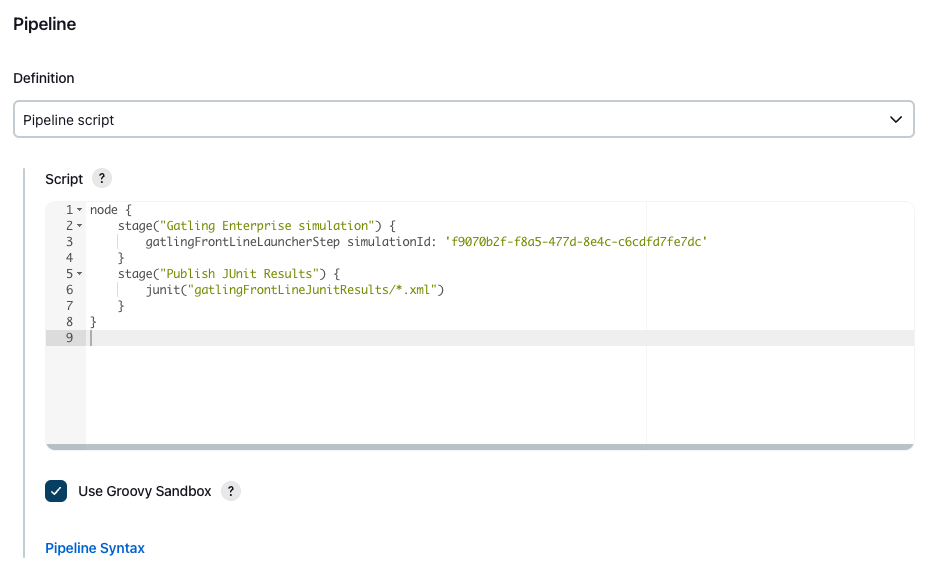 Pipeline
Definition
Pipeline script
Script ?
1 node {
2     stage("Gatling Enterprise simulation") {
3         gatlingFrontLineLauncherStep simulationId: 'f9070b2f-f8a5-477d-8e4c-c6cdfd7fe7dc'
4     }
5     stage("Publish JUnit Results") {
6         junit("gatlingFrontLineJunitResults/*.xml")
7     }
8 }
9
Use Groovy Sandbox ?
Pipeline Syntax